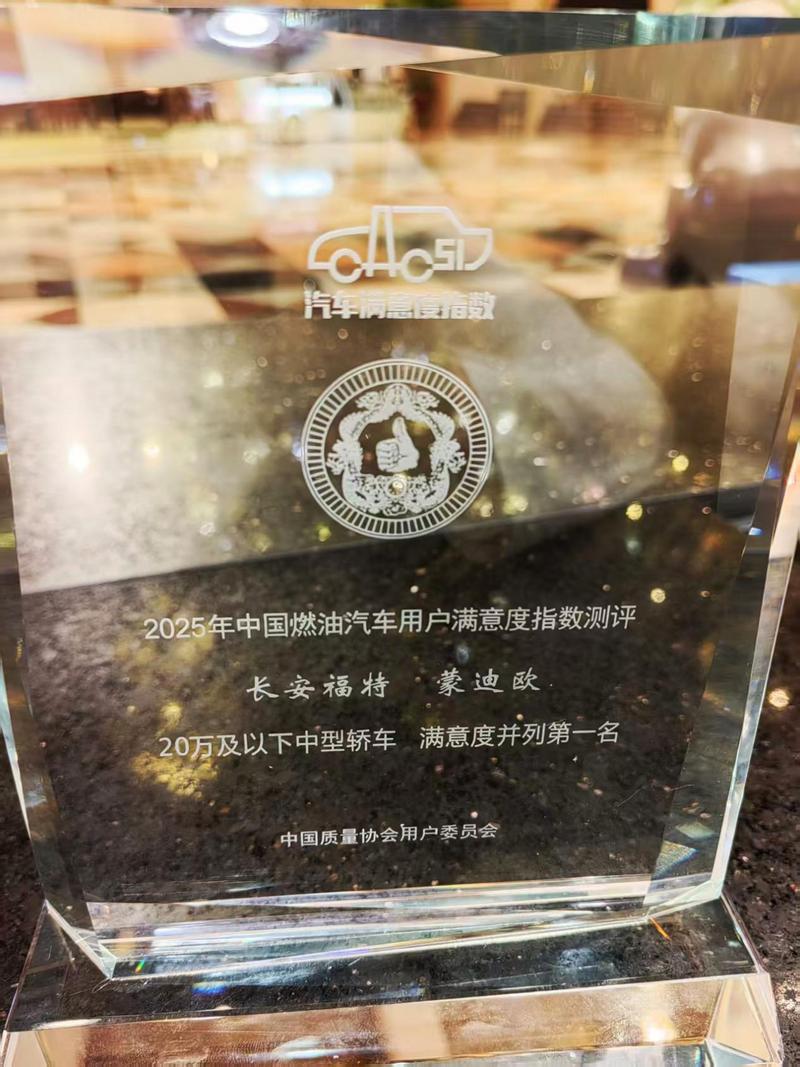 CACSI
汽车满意度指数
2025年中国燃油汽车用户满意度指数测评
长安福特 蒙迪欧
20万及以下中型轿车 满意度并列第一名
中国质量协会用户委员会